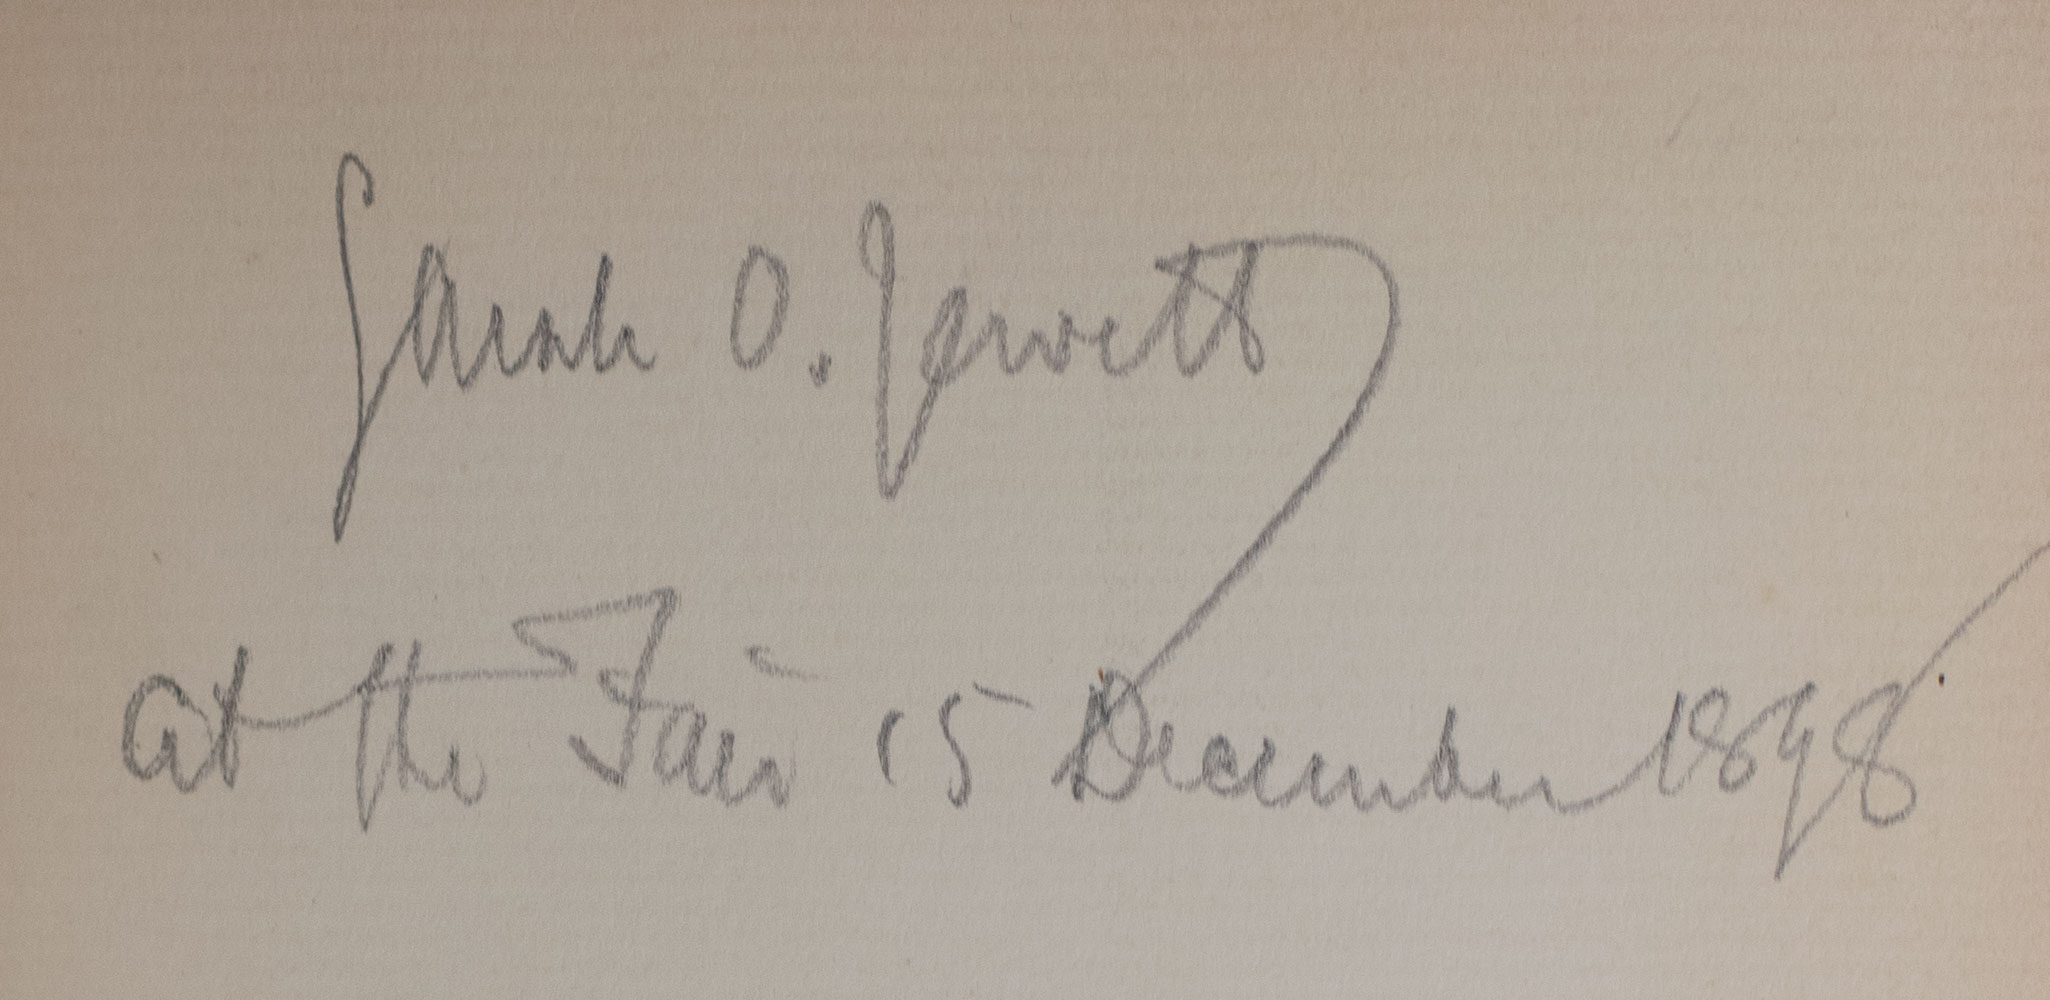 Sarah O. Jewett
at the Fair 15 December 1898